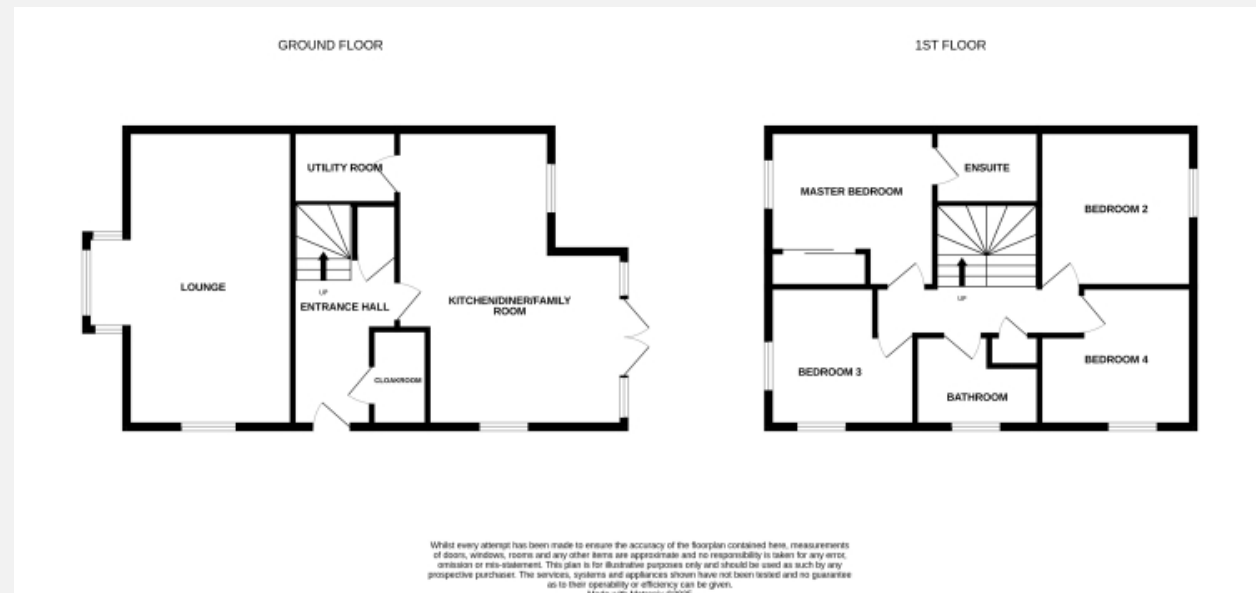 GROUND FLOOR
1ST FLOOR
UTILITY ROOM
LOUNGE
UP
ENTRANCE HALL
KITCHEN/DINER/FAMILY
ROOM
CLOAKROOM
MASTER BEDROOM
ENSUITE
BEDROOM 2
UP
BEDROOM 3
BATHROOM
BEDROOM 4
Whilst every attempt has been made to ensure the accuracy of the floorplan contained here, measurements
of doors, windows, rooms and any other items are approximate and no responsibility is taken for any error,
omission or mis-statement. This plan is for illustrative purposes only and should be used as such by any
prospective purchaser. The services, systems and appliances shown have not been tested and no guarantee
as to their operability or efficiency can be given.
Made with Metropix ©2025